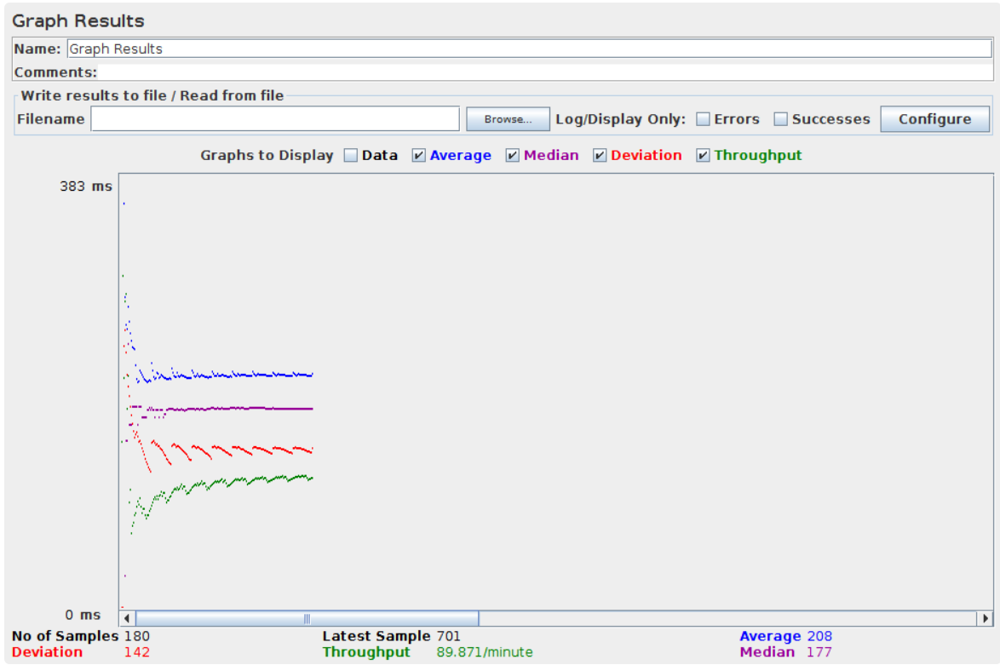 Graph Results
Name: Graph Results
Comments:
Write results to file / Read from file
Filename Browse... Log/Display Only: Errors Successes Configure
Graphs to Display Data Average Median Deviation Throughput
383 ms
0 ms
No of Samples 180 Latest Sample 701 Average 208
Deviation 142 Throughput 89.871/minute Median 177